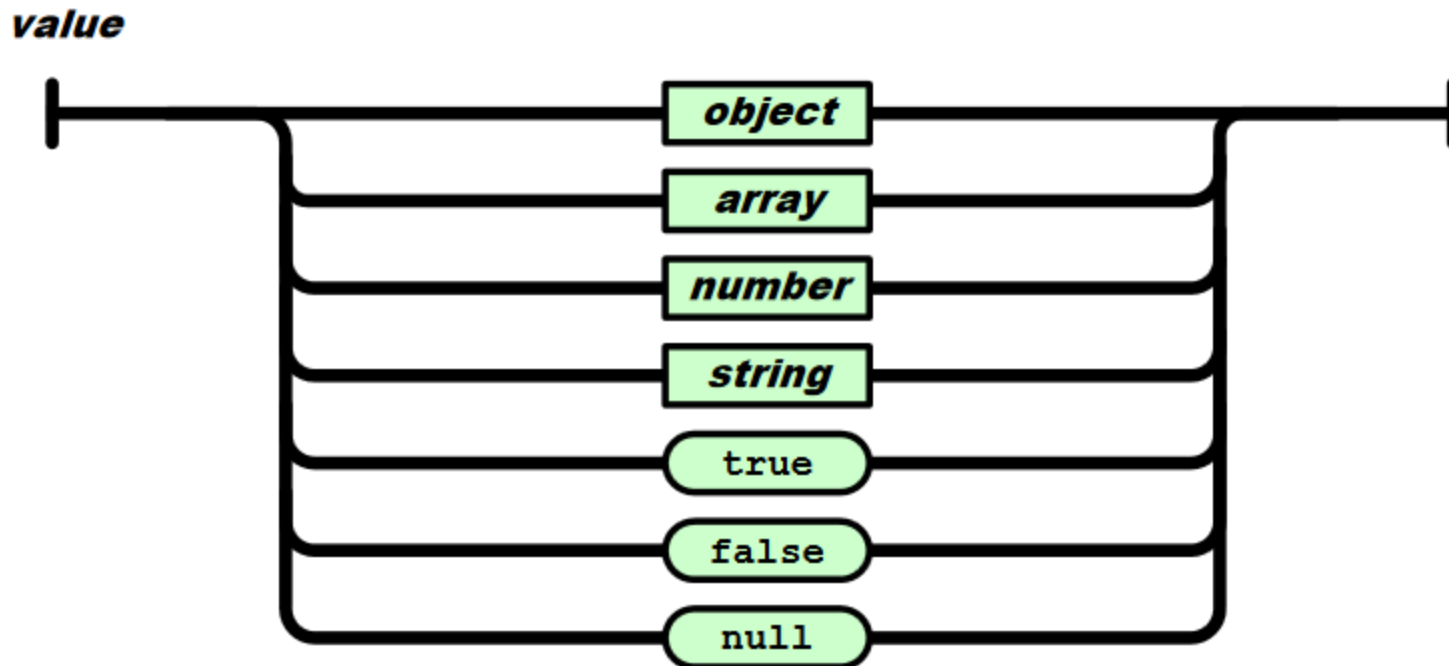 value
object
array
number
string
true
false
null